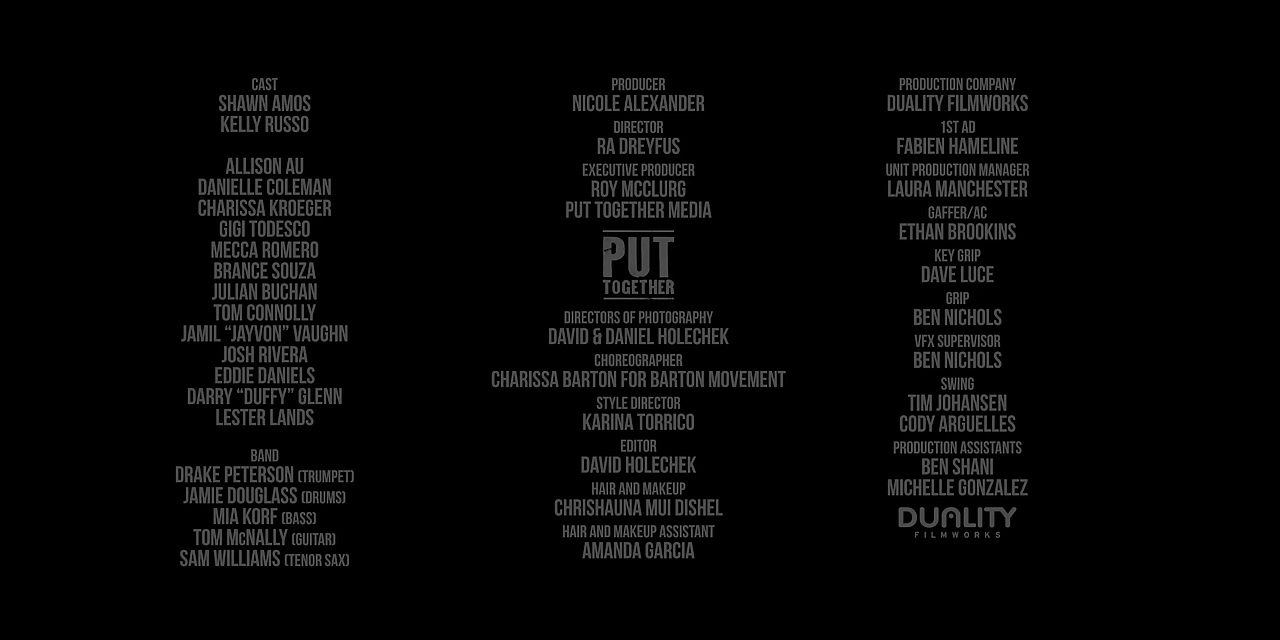 CAST
SHAWN AMOS
KELLY RUSSO
ALLISON AU
DANIELLE COLEMAN
CHARISSA KROEGER
GIGI TODESCO
MECCA ROMERO
BRANCE SOUZA
JULIAN BUCHAN
TOM CONNOLLY
JAMIL “JAYVON” VAUGHN
JOSH RIVERA
EDDIE DANIELS
DARRY “DUFFY” GLENN
LESTER LANDS
BAND
DRAKE PETERSON (TRUMPET)
JAMIE DOUGLASS (DRUMS)
MIA KORF (BASS)
TOM McNALLY (GUITAR)
SAM WILLIAMS (TENOR SAX)
PRODUCER
NICOLE ALEXANDER
DIRECTOR
RA DREYFUS
EXECUTIVE PRODUCER
ROY MCCLURG
PUT TOGETHER MEDIA
PUT
TOGETHER
DIRECTORS OF PHOTOGRAPHY
DAVID & DANIEL HOLECHEK
CHOREOGRAPHER
CHARISSA BARTON FOR BARTON MOVEMENT
STYLE DIRECTOR
KARINA TORRICO
EDITOR
DAVID HOLECHEK
HAIR AND MAKEUP
CHRISHAUNA MUI DISHEL
HAIR AND MAKEUP ASSISTANT
AMANDA GARCIA
PRODUCTION COMPANY
DUALITY FILMWORKS
1ST AD
FABIEN HAMELINE
UNIT PRODUCTION MANAGER
LAURA MANCHESTER
GAFFER/AC
ETHAN BROOKINS
KEY GRIP
DAVE LUCE
GRIP
BEN NICHOLS
VFX SUPERVISOR
BEN NICHOLS
SWING
TIM JOHANSEN
CODY ARGUELLES
PRODUCTION ASSISTANTS
BEN SHANI
MICHELLE GONZALEZ
DUALITY
FILMWORKS